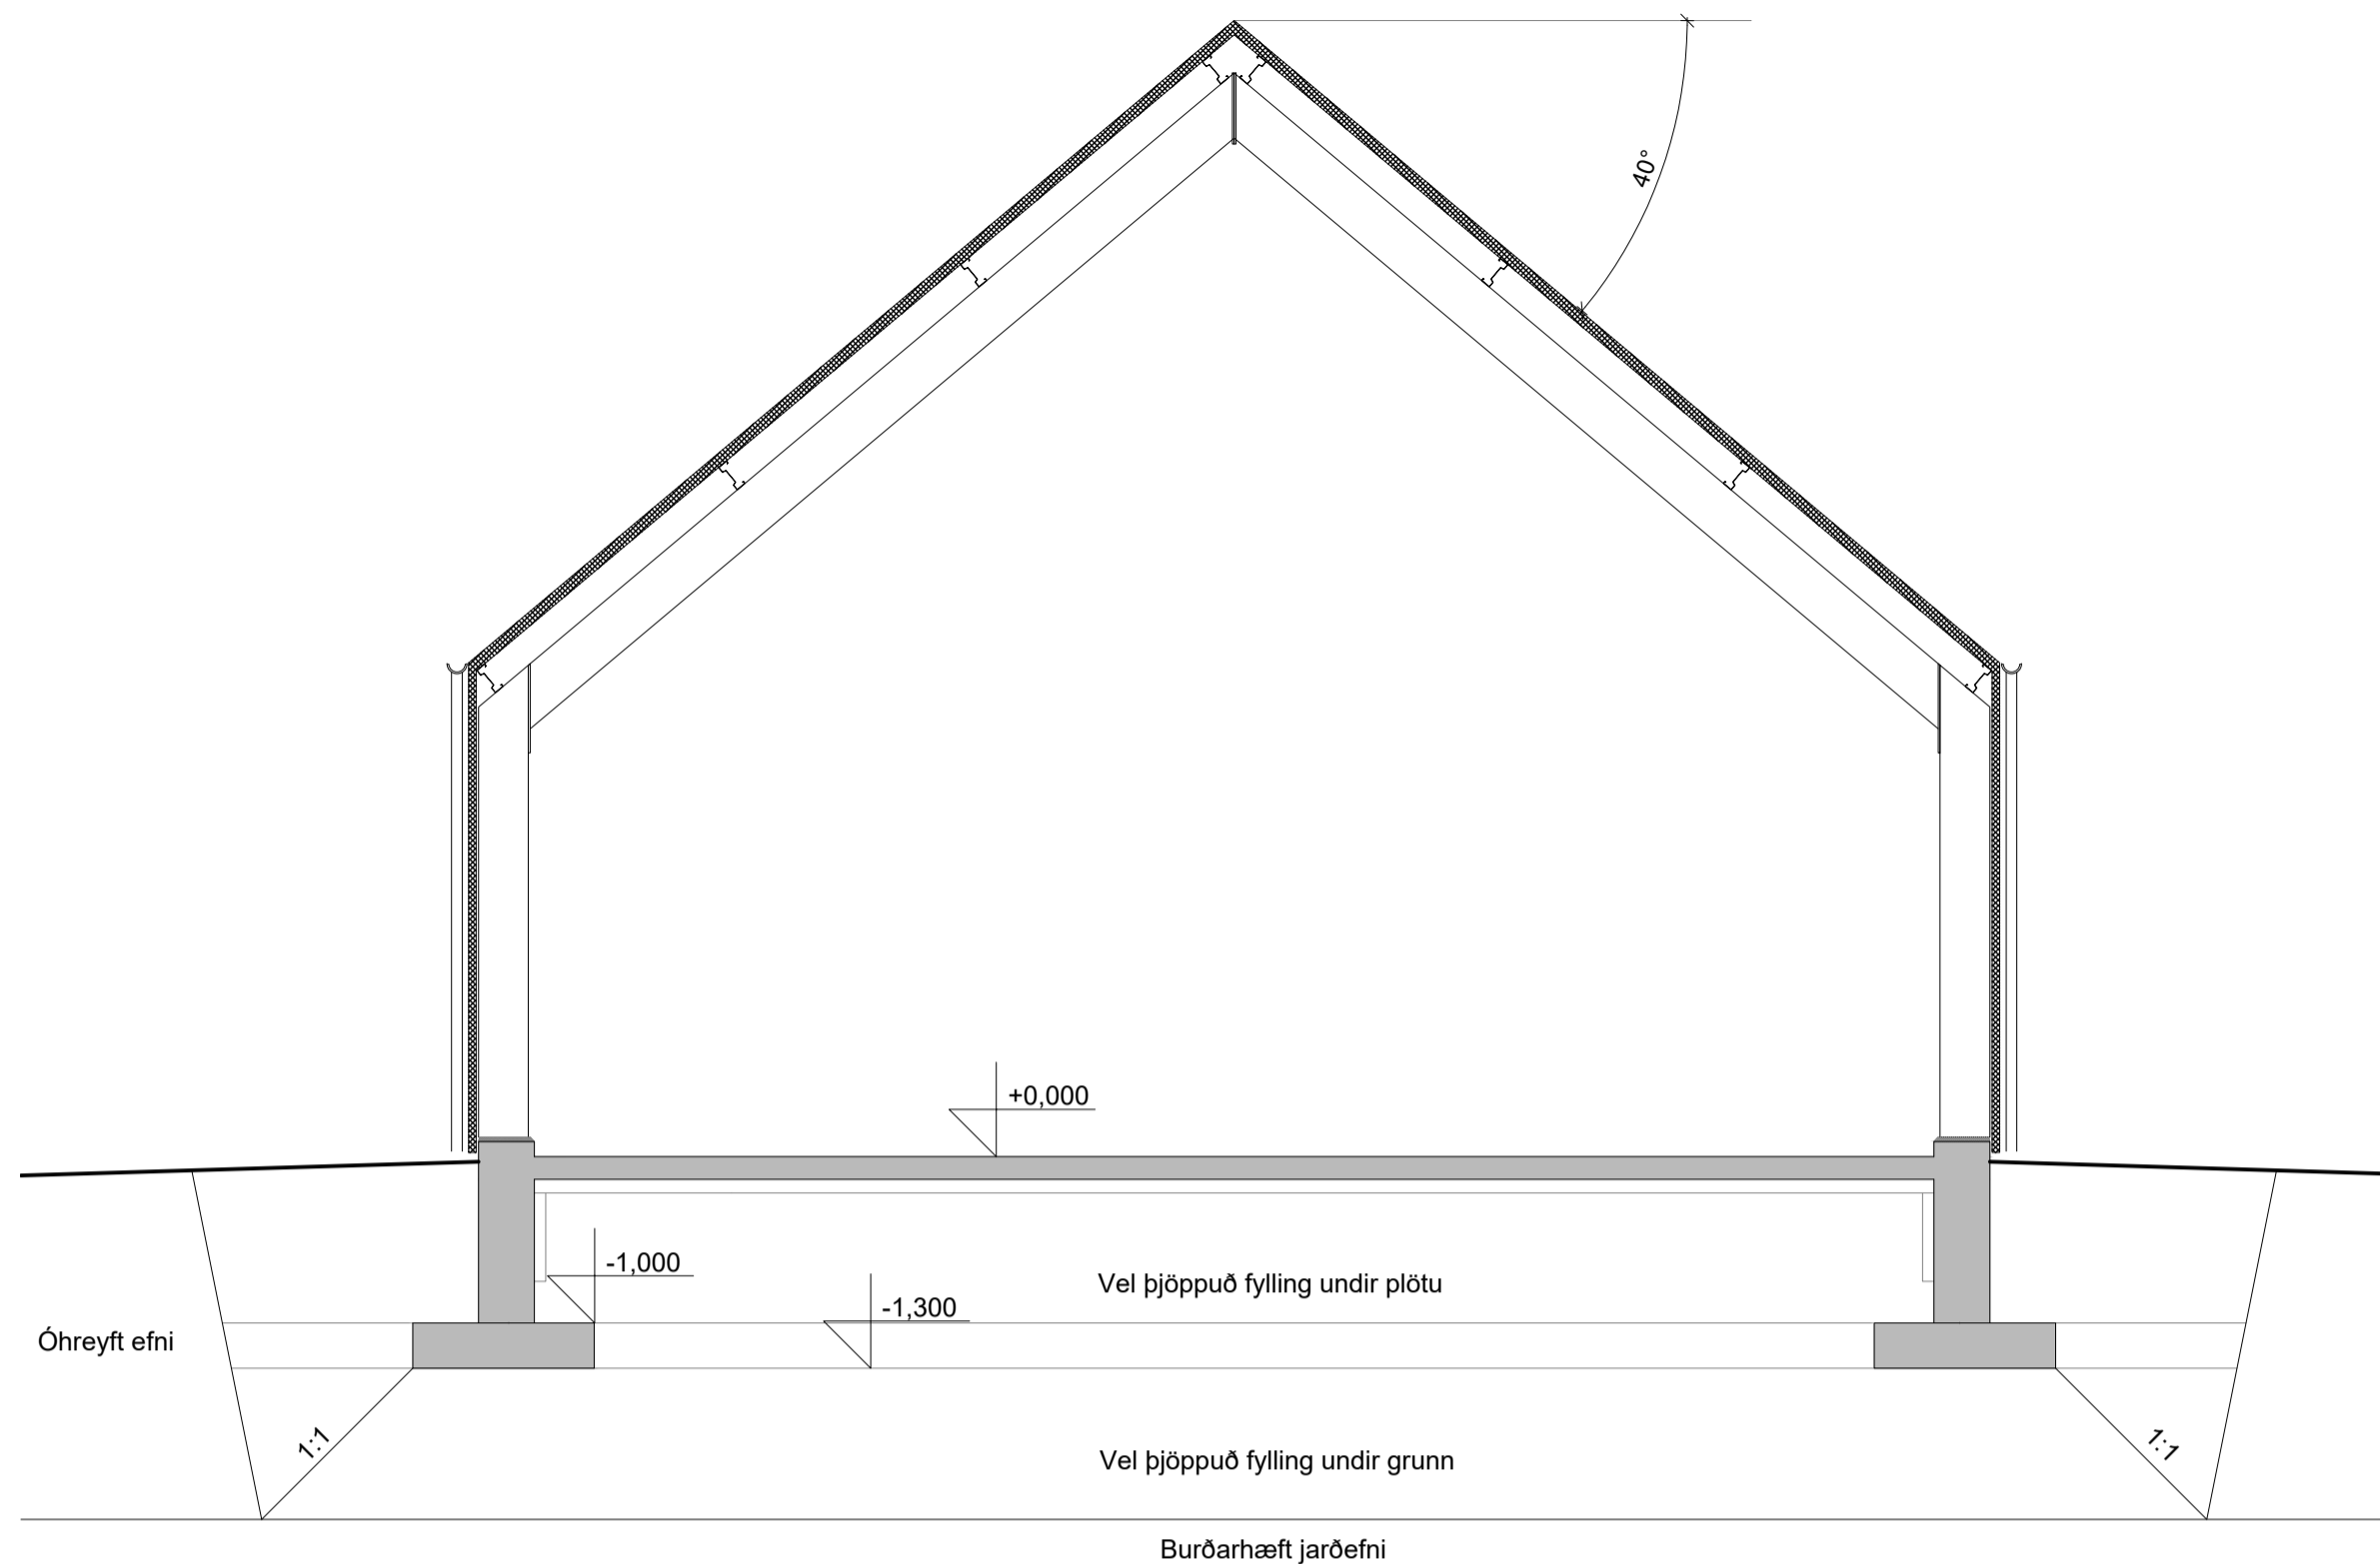 40°
+0,000
-1,000
Vel þjöppuð fylling undir plötu
-1,300
Óhreyft efni
1:1
1:1
Vel þjöppuð fylling undir grunn
Burðarhæft jarðefni